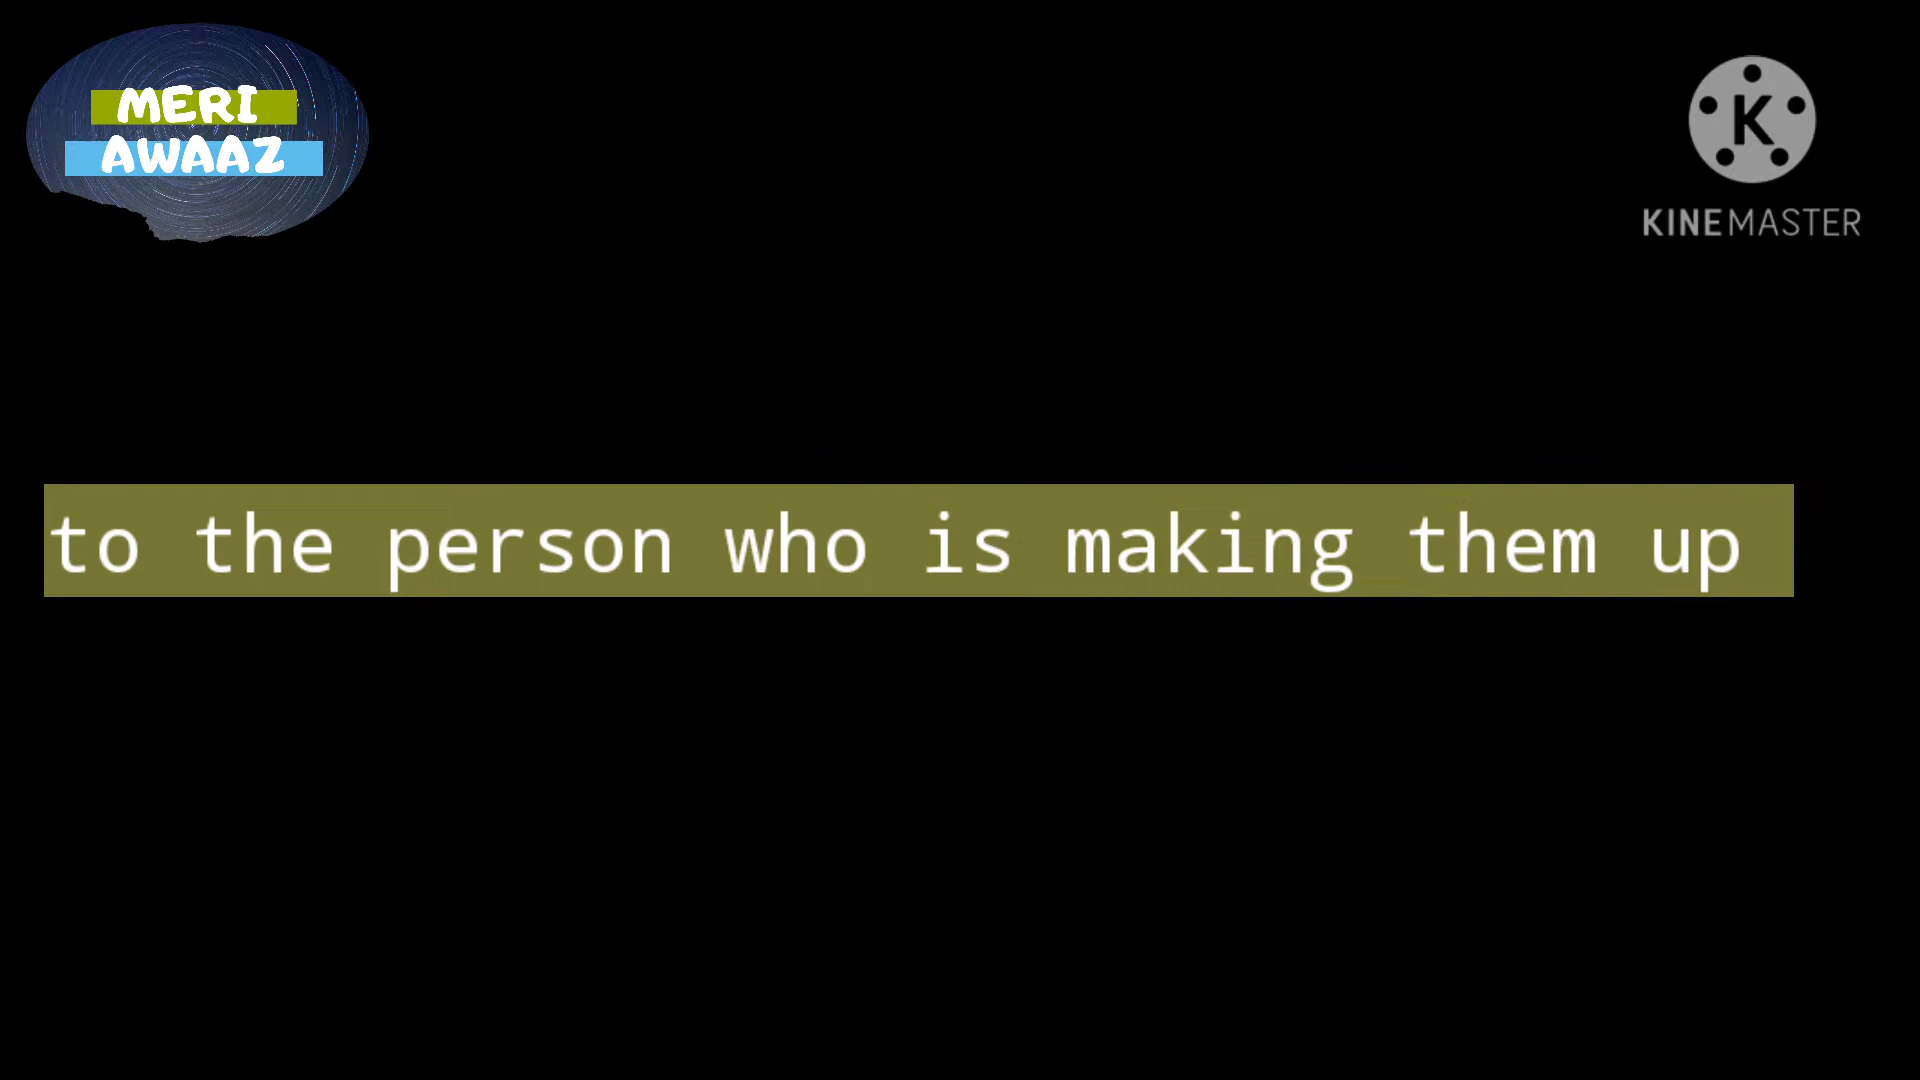 MERI
AWAAZ
K
KINEMASTER
to the person who is making them up